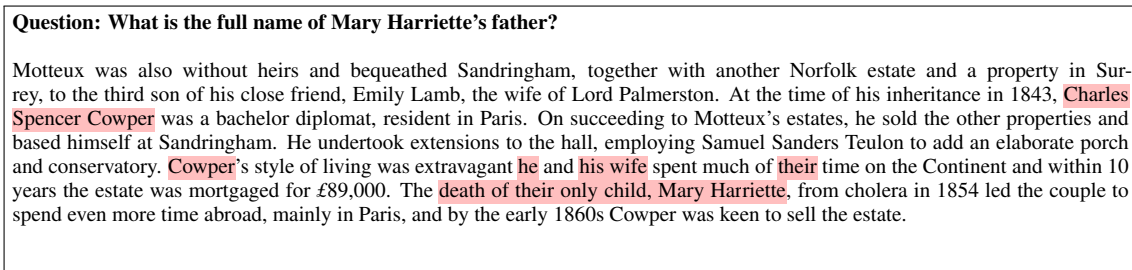 Question: What is the full name of Mary Harriette's father?
Motteux was also without heirs and bequeathed Sandringham, together with another Norfolk estate and a property in Sur-
rey, to the third son of his close friend, Emily Lamb, the wife of Lord Palmerston. At the time of his inheritance in 1843, Charles
Spencer Cowper was a bachelor diplomat, resident in Paris. On succeeding to Motteux's estates, he sold the other properties and
based himself at Sandringham. He undertook extensions to the hall, employing Samuel Sanders Teulon to add an elaborate porch
and conservatory. Cowper's style of living was extravagant he and his wife spent much of their time on the Continent and within 10
years the estate was mortgaged for £89,000. The death of their only child, Mary Harriette, from cholera in 1854 led the couple to
spend even more time abroad, mainly in Paris, and by the early 1860s Cowper was keen to sell the estate.